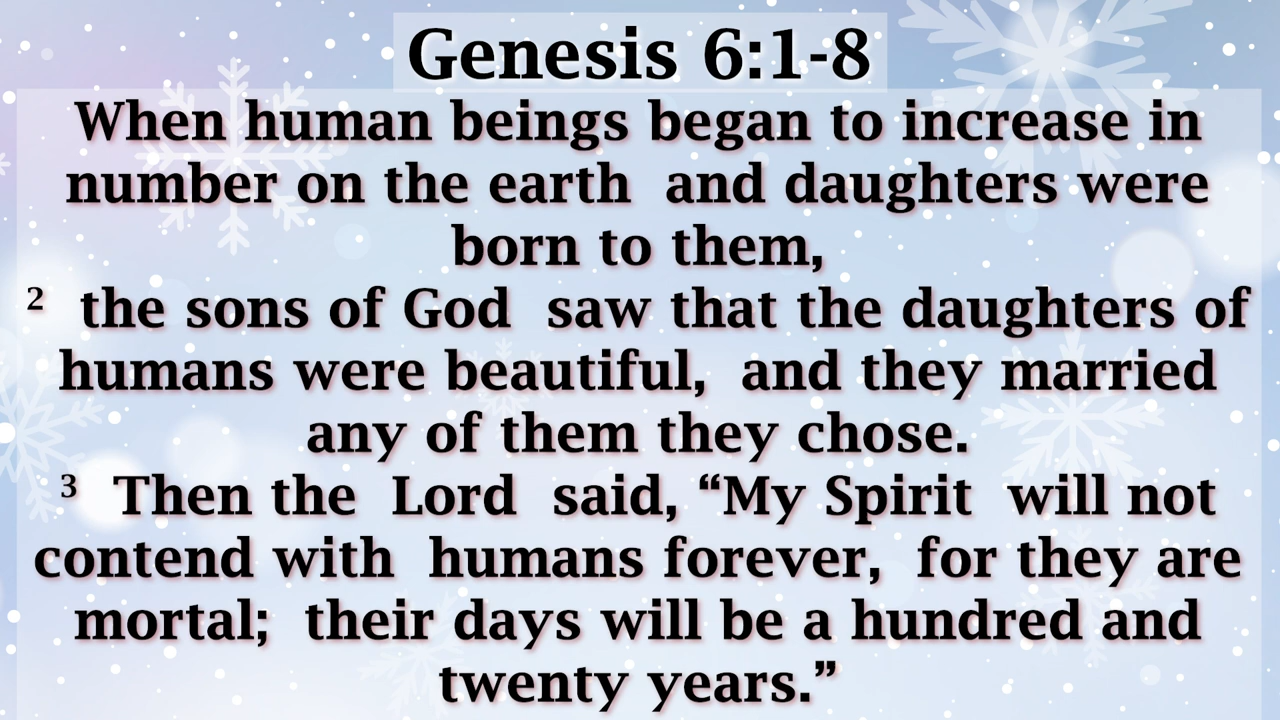 Genesis 6:1-8
When human beings began to increase in
number on the earth  and daughters were
born to them,
² the sons of God  saw that the daughters of
humans were beautiful,  and they married
any of them they chose.
³ Then the  Lord  said, “My Spirit  will not
contend with  humans forever,  for they are
mortal;  their days will be a hundred and
twenty years.”